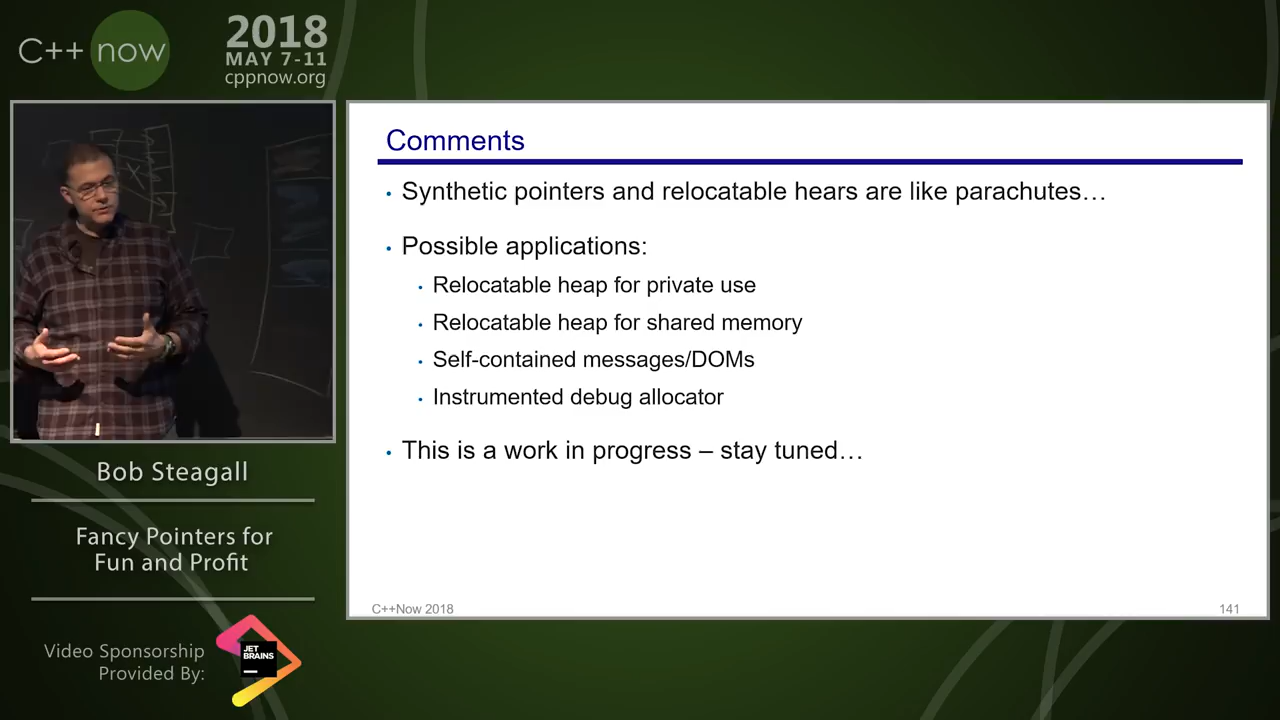 C++ now
2018
MAY 7-11
cppnow.org
Comments
• Synthetic pointers and relocatable hears are like parachutes…
• Possible applications:
• Relocatable heap for private use
• Relocatable heap for shared memory
• Self-contained messages/DOMs
• Instrumented debug allocator
• This is a work in progress – stay tuned…
C++Now 2018
141
Bob Steagall
Fancy Pointers for
Fun and Profit
Video Sponsorship
Provided By:
JET
BRAINS